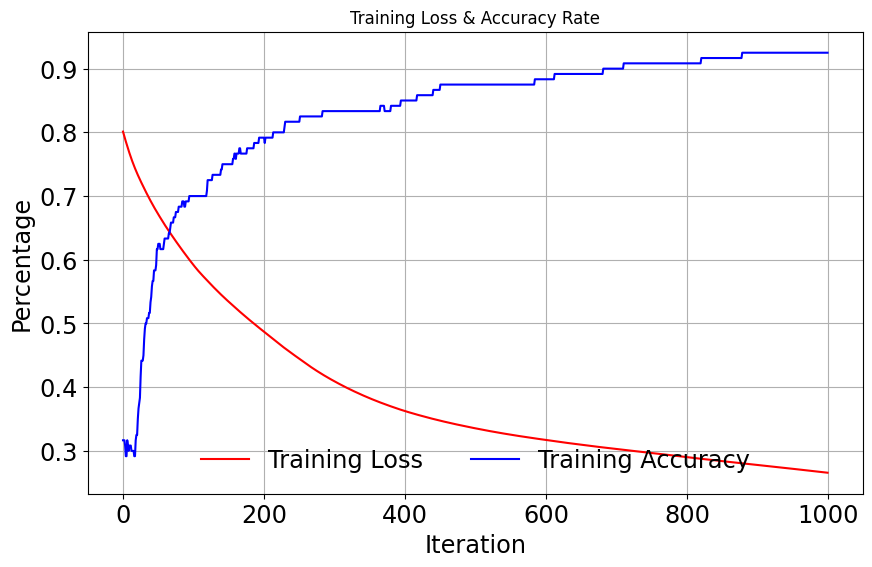 Training Loss & Accuracy Rate
Percentage
0.9
0.8
0.7
0.6
0.5
0.4
0.3
Training Loss Training Accuracy
0 200 400 600 800 1000
Iteration